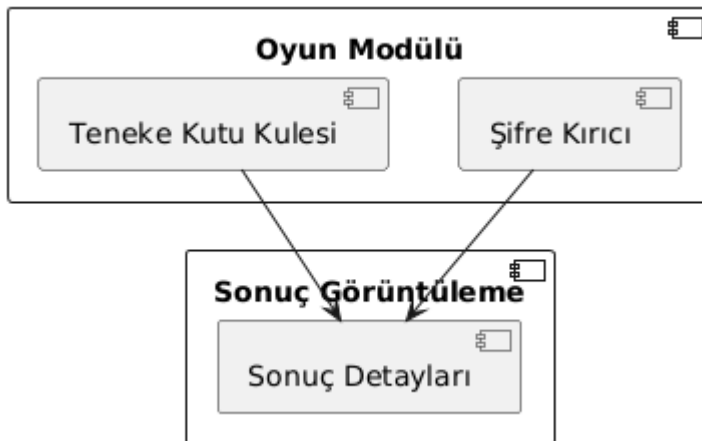 Oyun Modülü
Teneke Kutu Kulesi
Şifre Kırıcı
Sonuç Görüntüleme
Sonuç Detayları